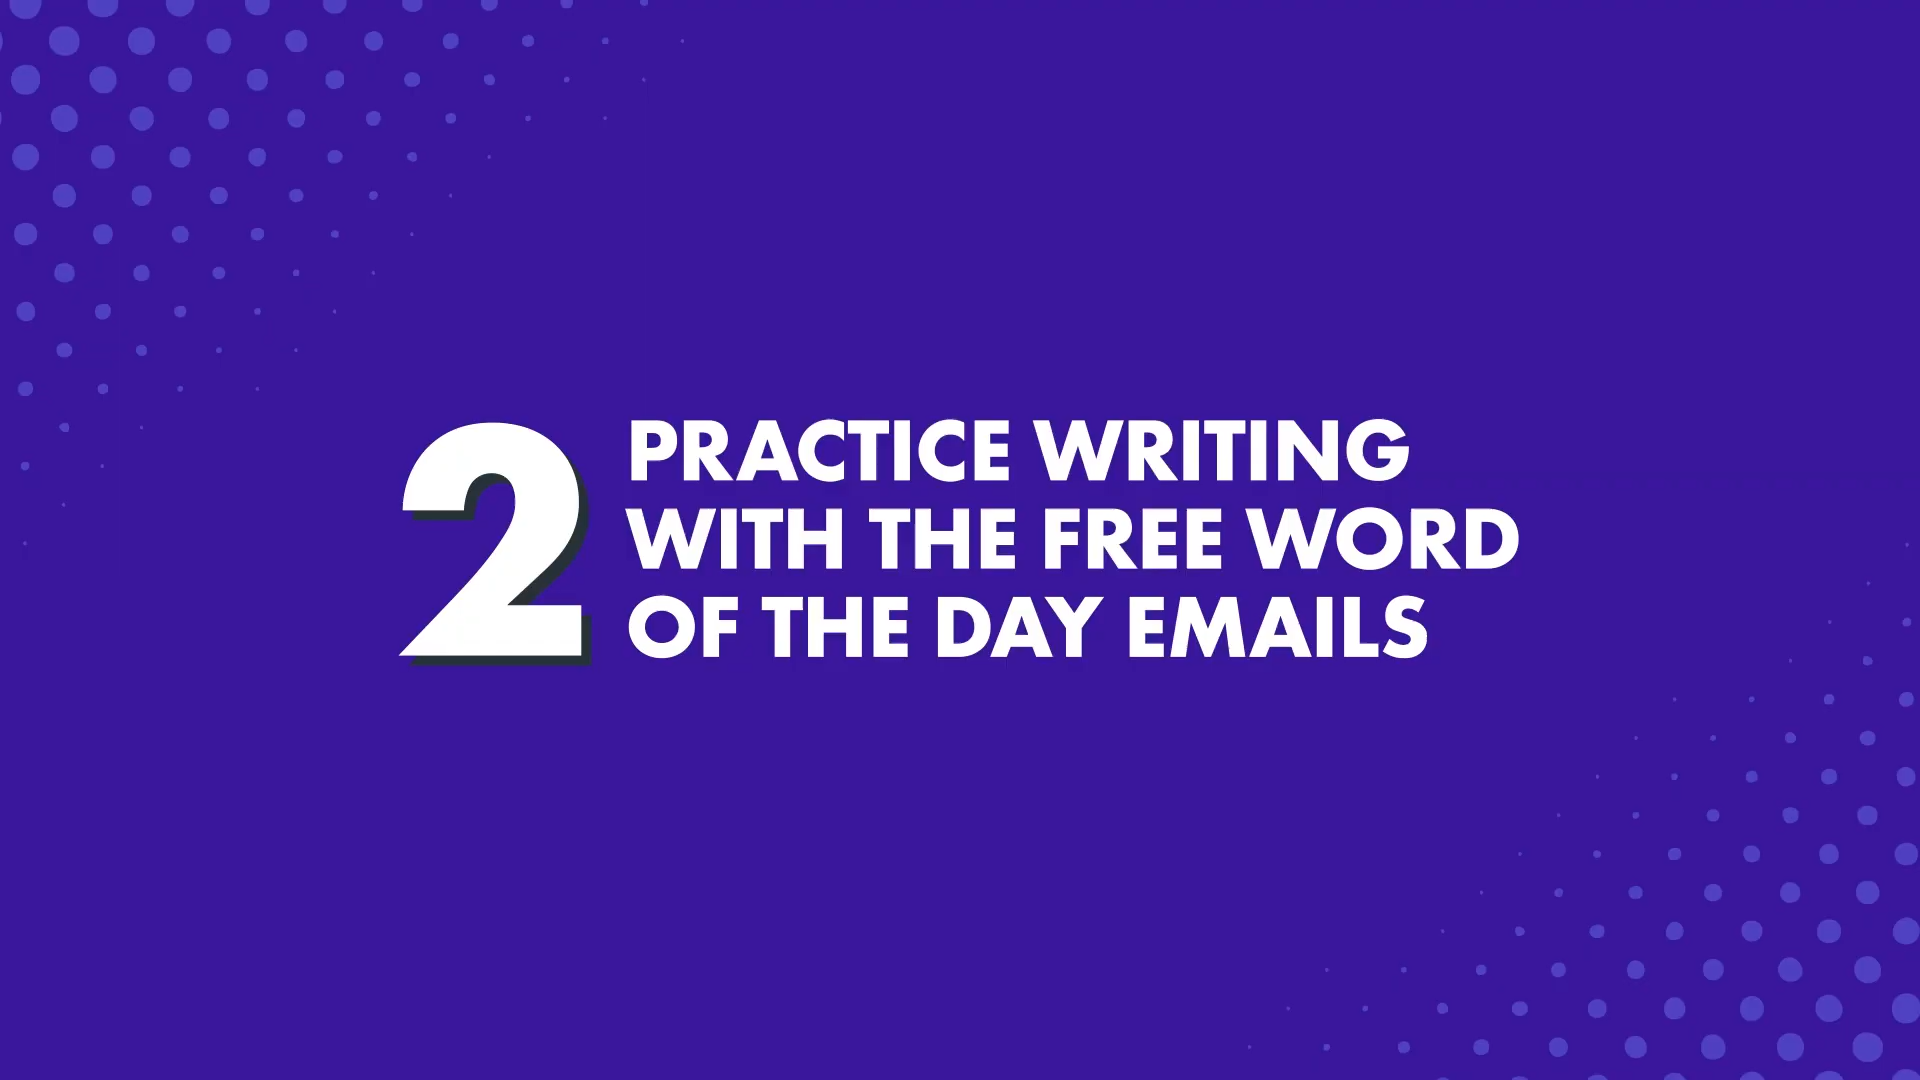 2
PRACTICE WRITING
WITH THE FREE WORD
OF THE DAY EMAILS